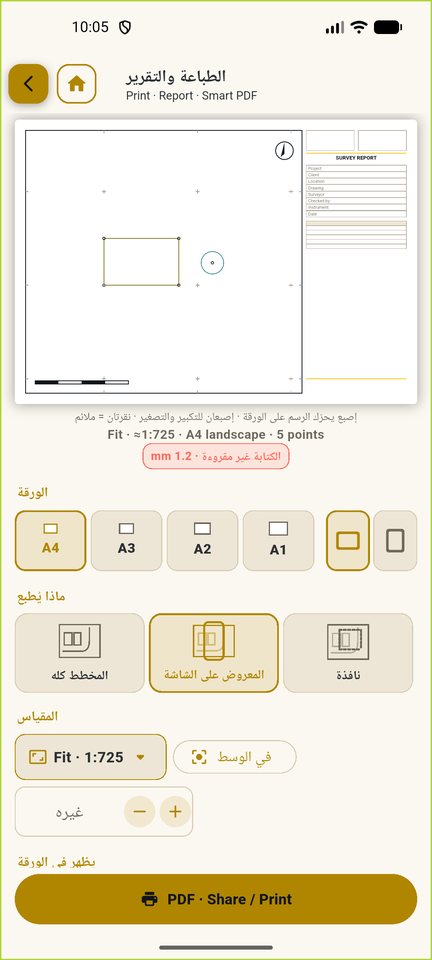 10:05
الطباعة والتقرير
Print · Report · Smart PDF
SURVEY REPORT
Project
Client
Location
Drawing
Surveyor
Checked by
Instrument
Date
إصبع يحرّك الرسم على الورقة · إصبعان للتكبير والتصغير · نقرتان = ملائم
Fit · ≈1:725 · A4 landscape · 5 points
الكتابة غير مقروءة · 1.2 mm
الورقة
A4
A3
A2
A1
ماذا يُطبع
المخطط كله
المعروض على الشاشة
نافذة
المقياس
Fit · 1:725
في الوسط
غيره
− +
يظهر في الورقة
PDF · Share / Print